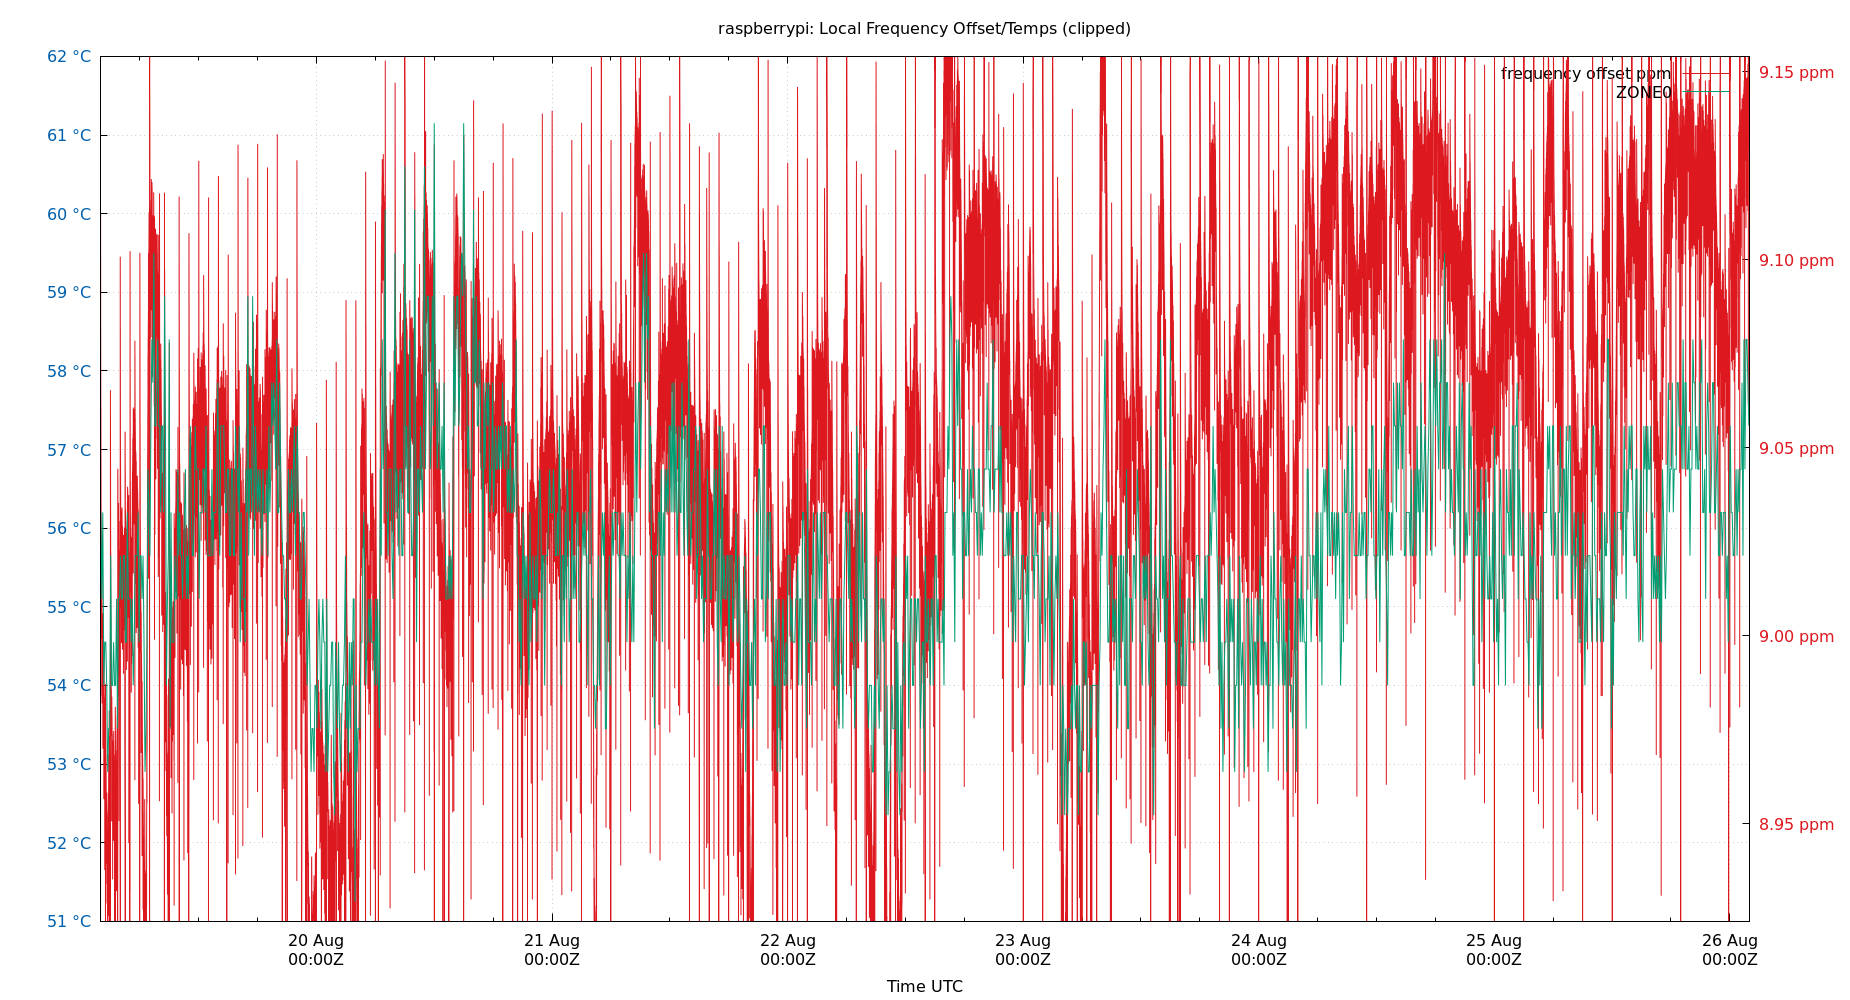 raspberrypi: Local Frequency Offset/Temps (clipped)
62 °C
61 °C
60 °C
59 °C
58 °C
57 °C
56 °C
55 °C
54 °C
53 °C
52 °C
51 °C
frequency offset ppm
ZONE0
9.15 ppm
9.10 ppm
9.05 ppm
9.00 ppm
8.95 ppm
20 Aug
00:00Z
21 Aug
00:00Z
22 Aug
00:00Z
23 Aug
00:00Z
24 Aug
00:00Z
25 Aug
00:00Z
26 Aug
00:00Z
Time UTC